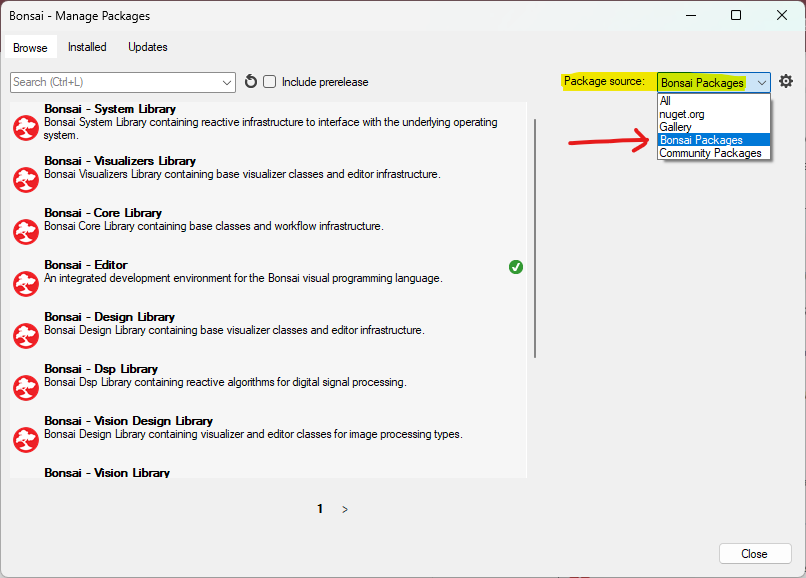 Bonsai - Manage Packages
Browse Installed Updates
Search (Ctrl+L)
Include prerelease
Package source: Bonsai Packages
All
nuget.org
Gallery
Bonsai Packages
Community Packages
Bonsai - System Library
Bonsai System Library containing reactive infrastructure to interface with the underlying operating
system.
Bonsai - Visualizers Library
Bonsai Visualizers Library containing base visualizer classes and editor infrastructure.
Bonsai - Core Library
Bonsai Core Library containing base classes and workflow infrastructure.
Bonsai - Editor
An integrated development environment for the Bonsai visual programming language.
Bonsai - Design Library
Bonsai Design Library containing base visualizer classes and editor infrastructure.
Bonsai - Dsp Library
Bonsai Dsp Library containing reactive algorithms for digital signal processing.
Bonsai - Vision Design Library
Bonsai Design Library containing visualizer and editor classes for image processing types.
Bonsai - Vision Library
1 >
Close